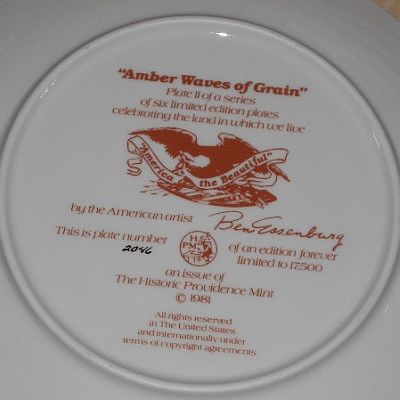 "Amber Waves of Grain"
Plate II of a series
of six limited edition plates
celebrating the land in which we live
"America the Beautiful"
by the American artist Ben Essenburg
This is plate number 2046
HPM
of an edition forever
limited to 17,500
an issue of
The Historic Providence Mint
© 1981
All rights reserved
in The United States
and internationally under
terms of copyright agreements.